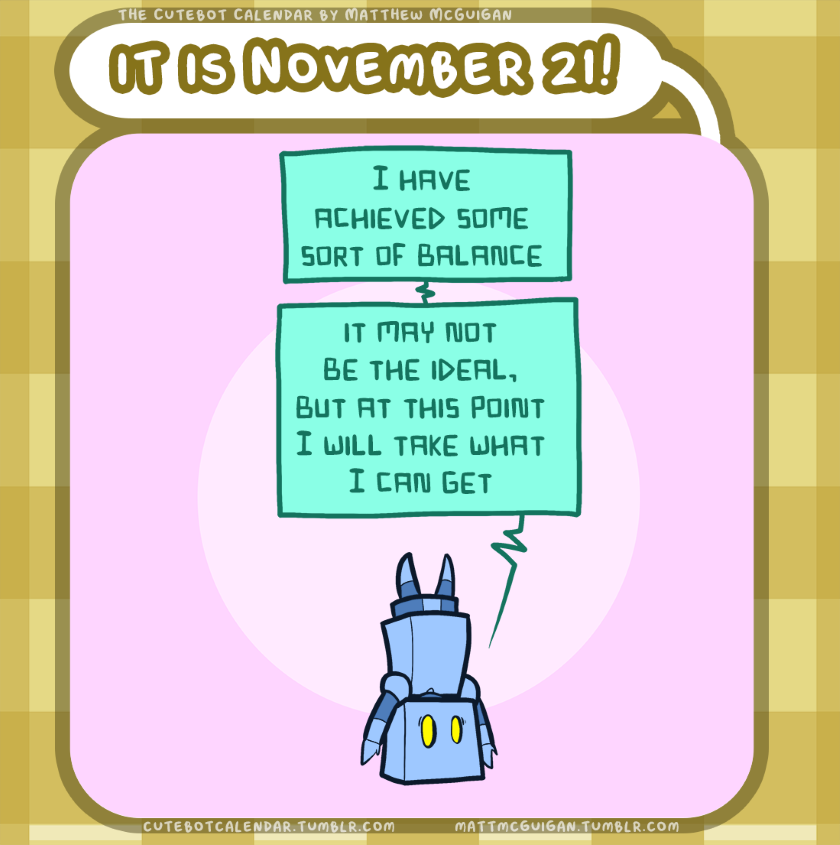 THE CUTEBOT CALENDAR BY MATTHEW MCGUIGAN
IT IS NOVEMBER 21!
I HAVE
ACHIEVED SOME
SORT OF BALANCE
IT MAY NOT
BE THE IDEAL,
BUT AT THIS POINT
I WILL TAKE WHAT
I CAN GET
CUTEBOTCALENDAR.TUMBLR.COM
MATTMCGUIGAN.TUMBLR.COM